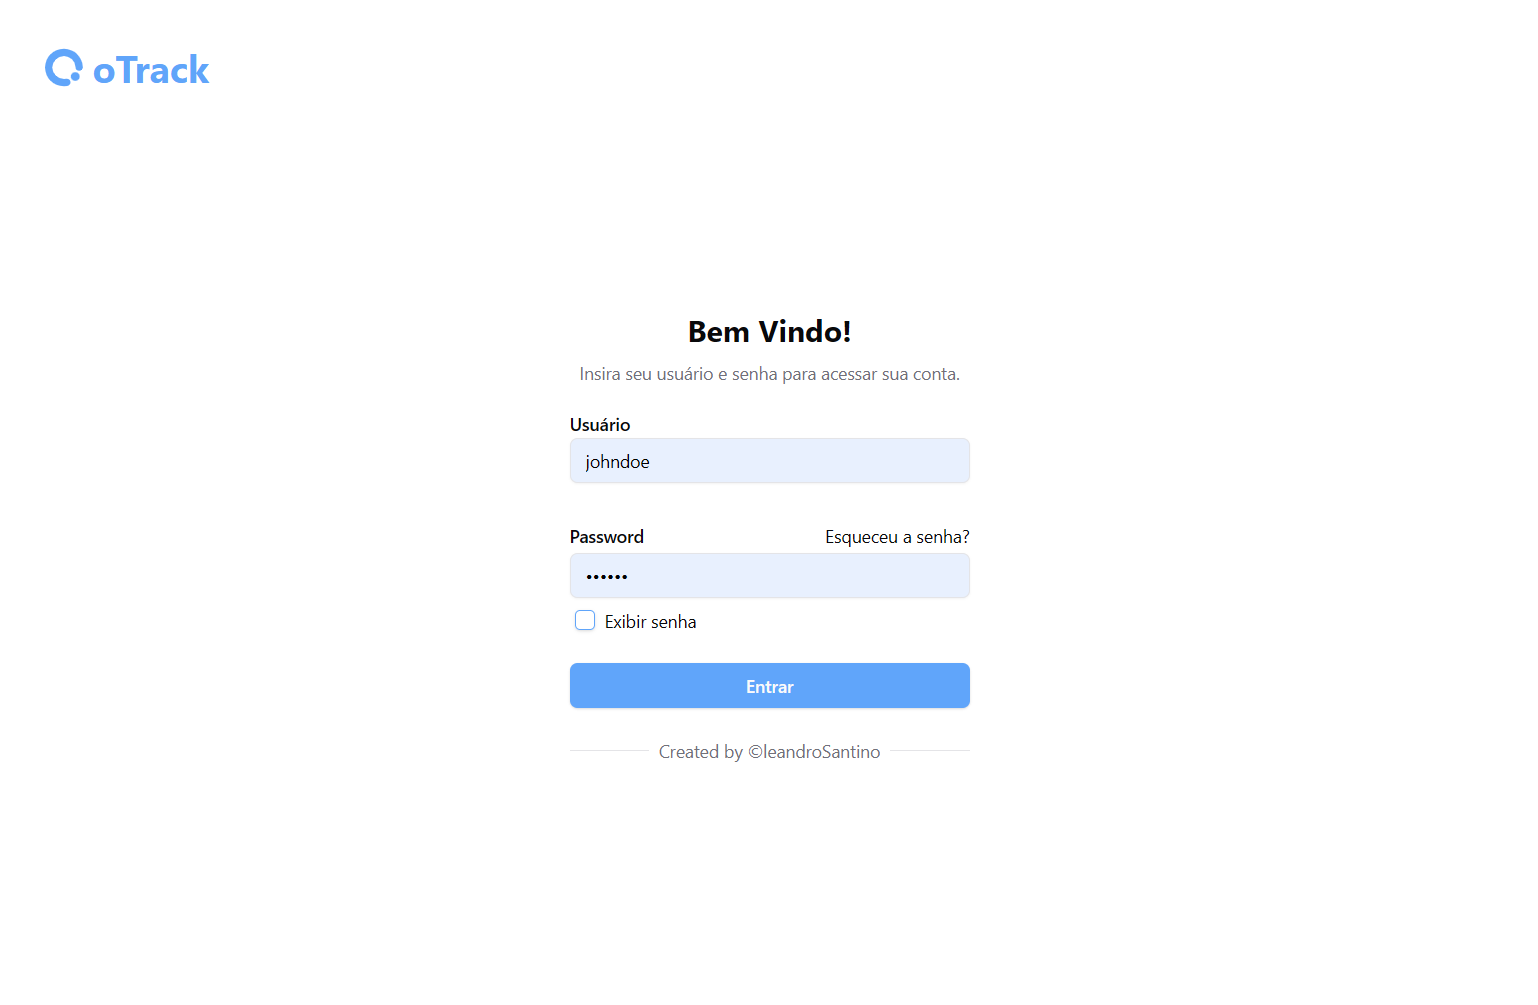 oTrack
Bem Vindo!
Insira seu usuário e senha para acessar sua conta.
Usuário
johndoe
Password Esqueceu a senha?
••••••
Exibir senha
Entrar
Created by ©leandroSantino